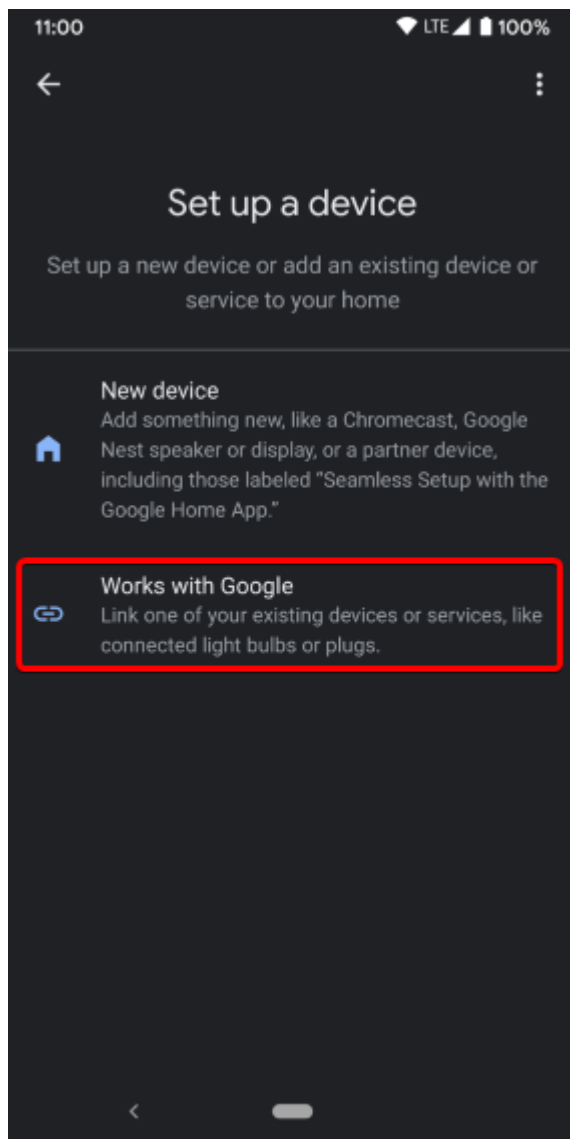 11:00 LTE 100%
Set up a device
Set up a new device or add an existing device or
service to your home
New device
Add something new, like a Chromecast, Google
Nest speaker or display, or a partner device,
including those labeled “Seamless Setup with the
Google Home App.”
Works with Google
Link one of your existing devices or services, like
connected light bulbs or plugs.